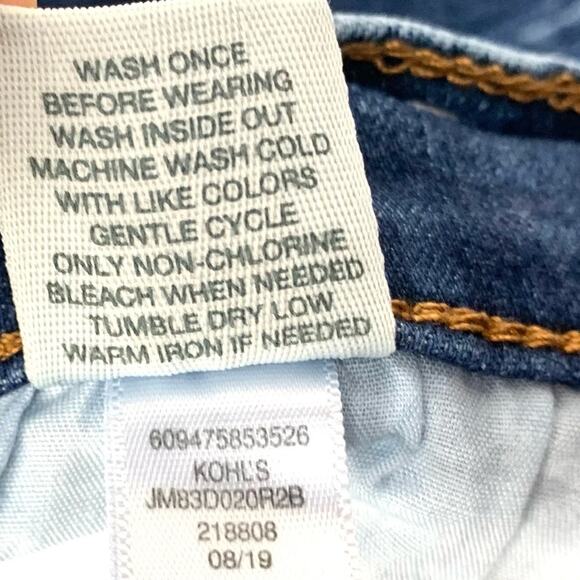 WASH ONCE
BEFORE WEARING
WASH INSIDE OUT
MACHINE WASH COLD
WITH LIKE COLORS
GENTLE CYCLE
ONLY NON-CHLORINE
BLEACH WHEN NEEDED
TUMBLE DRY LOW
WARM IRON IF NEEDED
609475853526
KOHL'S
JM83D020R2B
218808
08/19